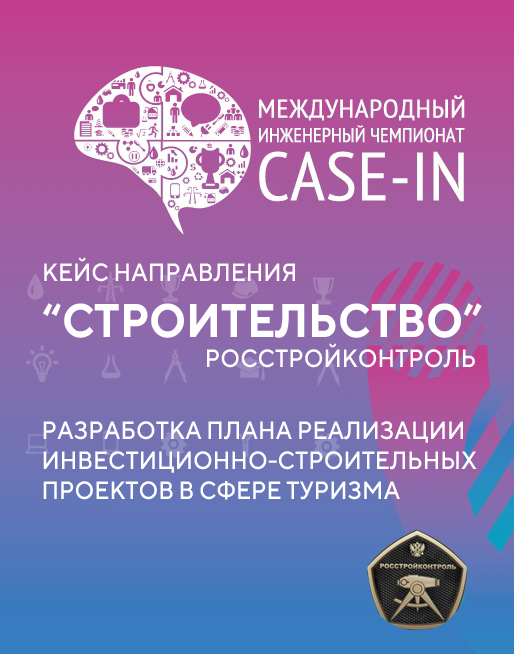 МЕЖДУНАРОДНЫЙ
ИНЖЕНЕРНЫЙ ЧЕМПИОНАТ
CASE-IN
КЕЙС НАПРАВЛЕНИЯ
“СТРОИТЕЛЬСТВО”
РОССТРОЙКОНТРОЛЬ
РАЗРАБОТКА ПЛАНА РЕАЛИЗАЦИИ
ИНВЕСТИЦИОННО-СТРОИТЕЛЬНЫХ
ПРОЕКТОВ В СФЕРЕ ТУРИЗМА
РОССТРОЙКОНТРОЛЬ